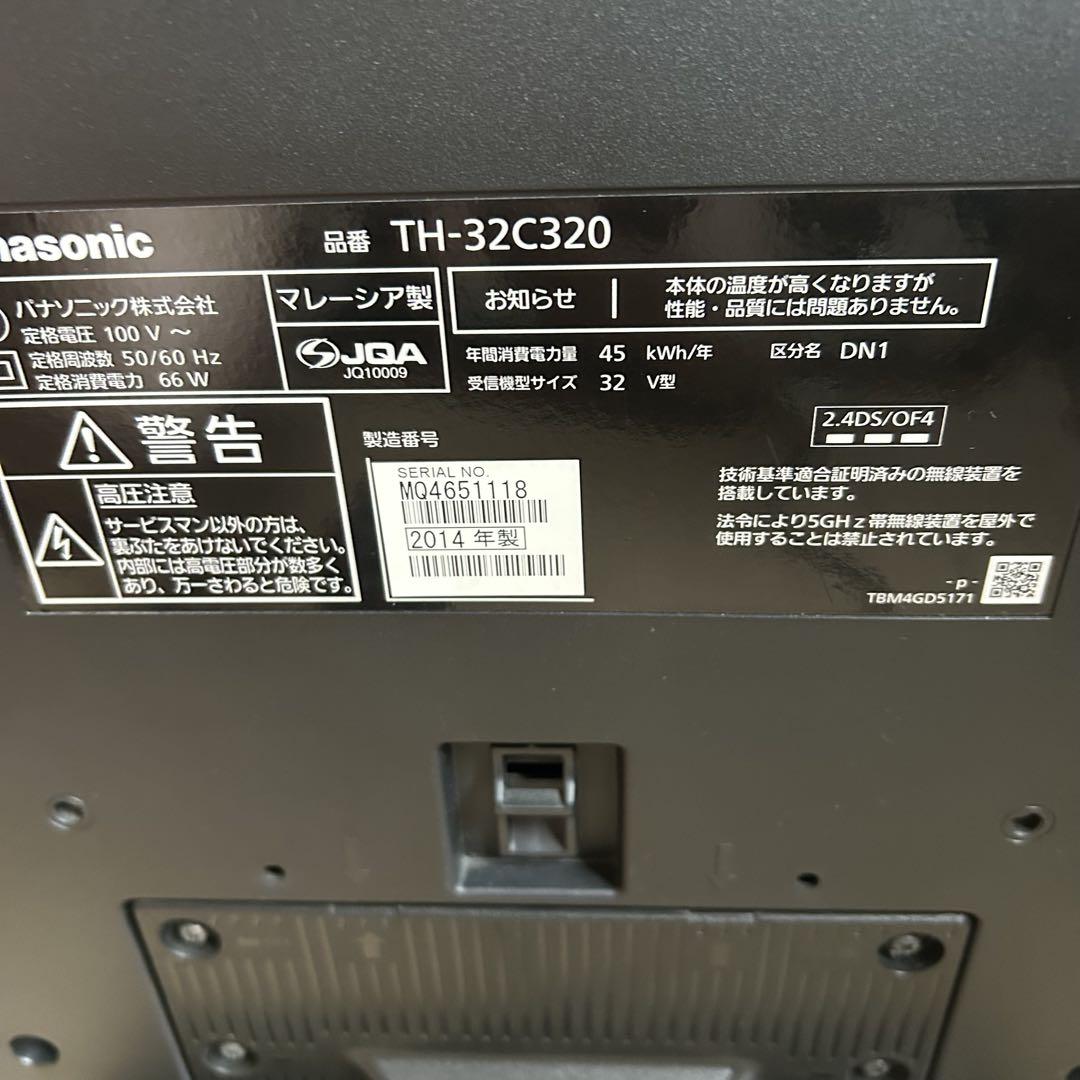 nasonic
品番 TH-32C320
パナソニック株式会社
定格電圧 100 V ～
定格周波数 50/60 Hz
定格消費電力 66 W
マレーシア製
JQA
JQ10009
お知らせ
本体の温度が高くなりますが
性能・品質には問題ありません。
年間消費電力量 45 kWh/年 区分名 DN1
受信機型サイズ 32 V型
2.4DS/OF4
警告
高圧注意
サービスマン以外の方は、
裏ぶたをあけないでください。
内部には高電圧部分が数多く
あり、万一さわると危険です。
製造番号
SERIAL NO.
MQ4651118
2014 年製
技術基準適合証明済みの無線装置を
搭載しています。
法令により5GHz帯無線装置を屋外で
使用することは禁止されています。
-p-
TBM4GD5171